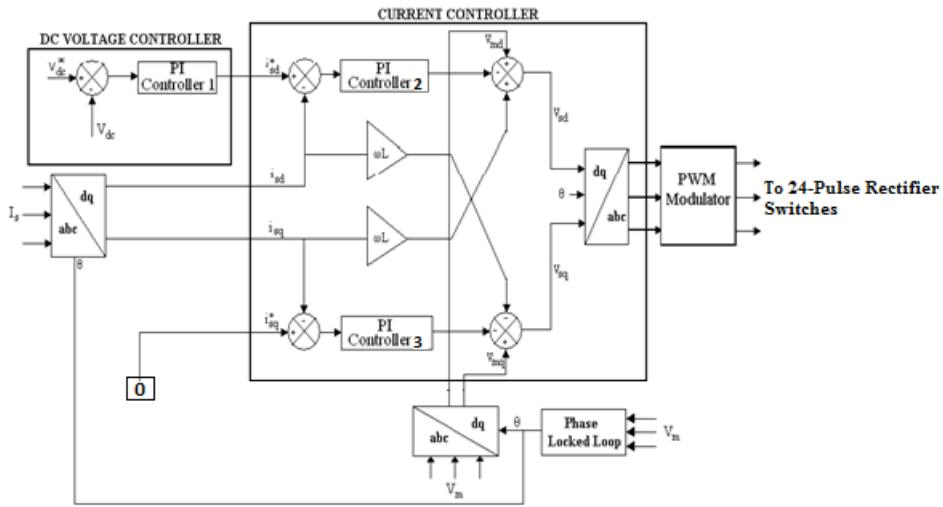 CURRENT CONTROLLER
DC VOLTAGE CONTROLLER
V*dc
PI
Controller 1
Vdc
i*sd
PI
Controller 2
Vmd
Vsd
ωL
isd
dq
abc
Is
θ
ωL
isq
dq
θ
abc
PWM
Modulator
To 24-Pulse Rectifier
Switches
Vsq
i*sq
PI
Controller 3
Vmq
0
dq
abc
θ
Phase
Locked Loop
Vm
Vm